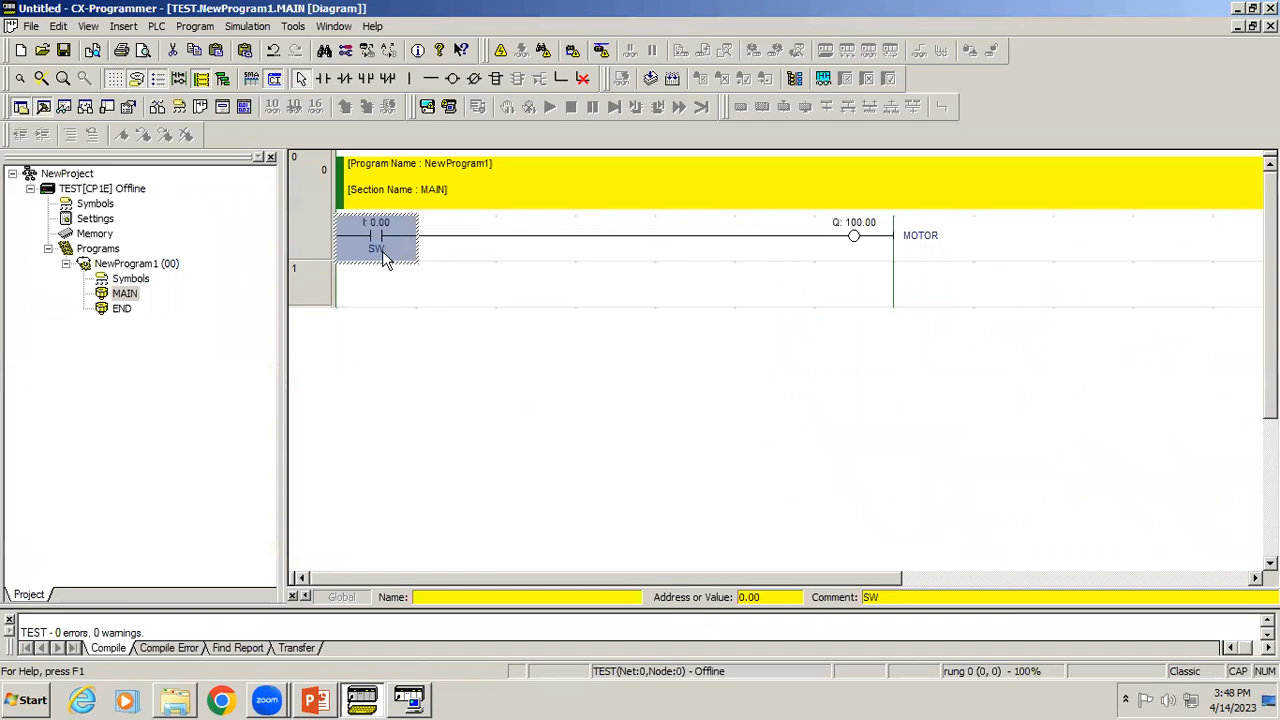 Untitled - CX-Programmer - [TEST.NewProgram1.MAIN [Diagram]]
File Edit View Insert PLC Program Simulation Tools Window Help
10 10 16
NewProject
TEST[CP1E] Offline
Symbols
Settings
Memory
Programs
NewProgram1 (00)
Symbols
MAIN
END
Project
0
0
[Program Name : NewProgram1]
[Section Name : MAIN]
I: 0.00
SW
Q: 100.00
MOTOR
1
Global Name: Address or Value: 0.00 Comment: SW
TEST - 0 errors, 0 warnings.
Compile Compile Error Find Report Transfer
For Help, press F1
TEST(Net:0,Node:0) - Offline
rung 0 (0, 0) - 100%
Classic CAP NUM
Start
zoom
3:48 PM
4/14/2023